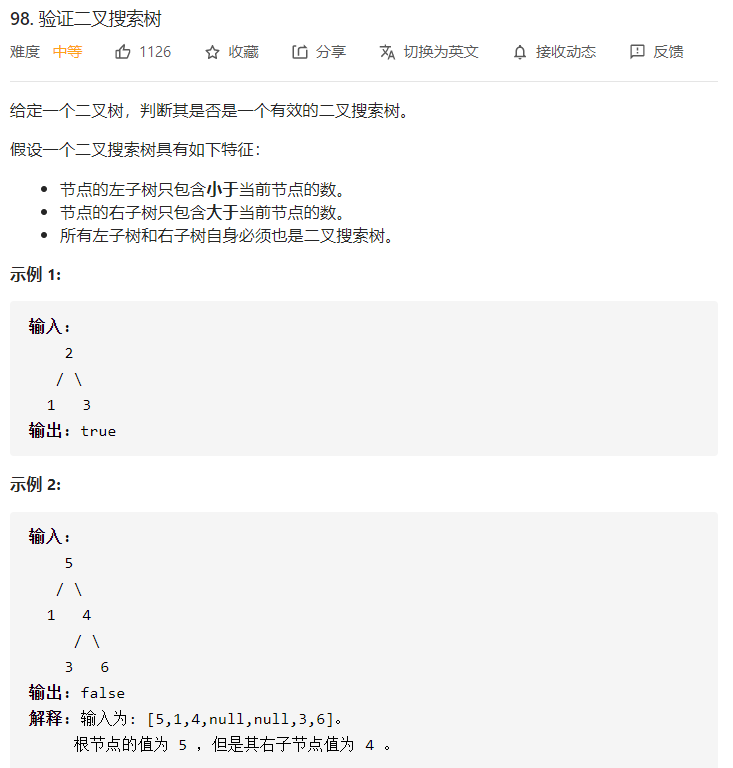 98. 验证二叉搜索树
难度 中等 1126 收藏 分享 切换为英文 接收动态 反馈
给定一个二叉树，判断其是否是一个有效的二叉搜索树。
假设一个二叉搜索树具有如下特征：
• 节点的左子树只包含小于当前节点的数。
• 节点的右子树只包含大于当前节点的数。
• 所有左子树和右子树自身必须也是二叉搜索树。
示例 1:
输入:
    2
   / \
  1   3
输出: true
示例 2:
输入:
    5
   / \
  1   4
     / \
    3   6
输出: false
解释: 输入为: [5,1,4,null,null,3,6]。
     根节点的值为 5 ，但是其右子节点值为 4 。